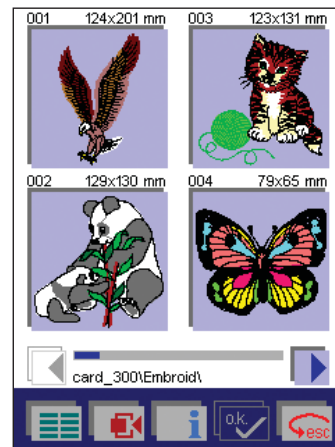 001 124x201 mm
003 123x131 mm
002 129x130 mm
004 79x65 mm
card_300\Embroid\
i
o.k.
esc